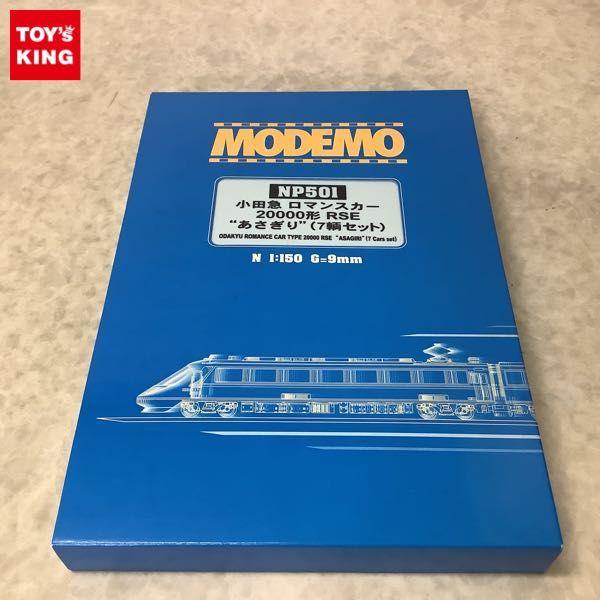 TOY's
KING
MODEMO
NP501
小田急 ロマンスカー
20000形 RSE
“あさぎり”(7輌セット)
ODAKYU ROMANCE CAR TYPE 20000 RSE “ASAGIRI” (7 Cars set)
N 1:150 G=9mm